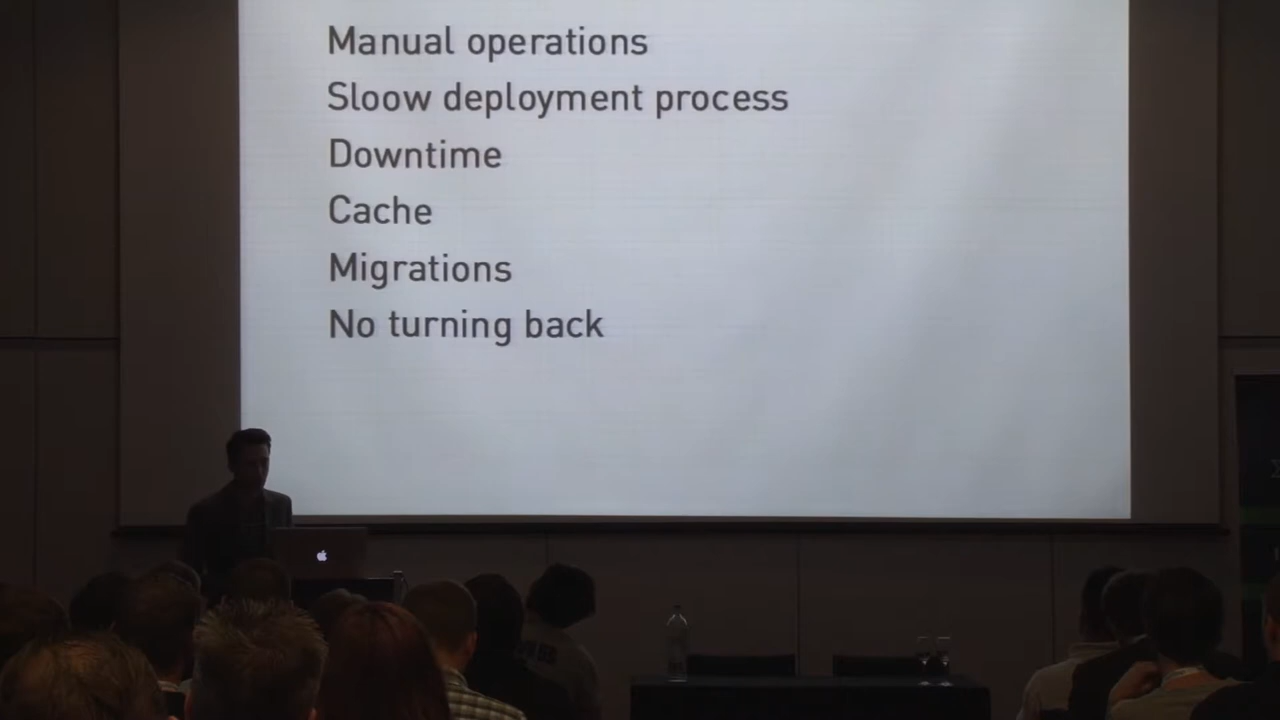 Manual operations
Sloow deployment process
Downtime
Cache
Migrations
No turning back